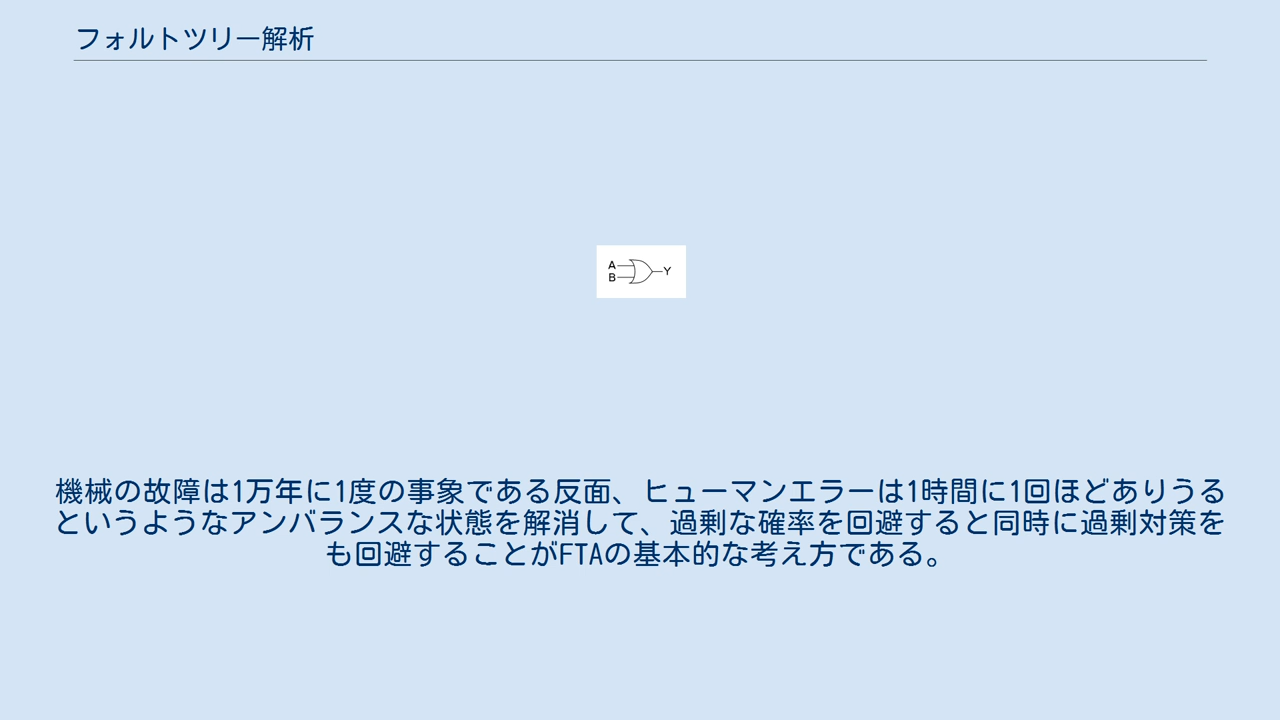 フォルトツリー解析
A
B
Y
機械の故障は1万年に1度の事象である反面、ヒューマンエラーは1時間に1回ほどありうる
というようなアンバランスな状態を解消して、過剰な確率を回避すると同時に過剰対策を
も回避することがFTAの基本的な考え方である。